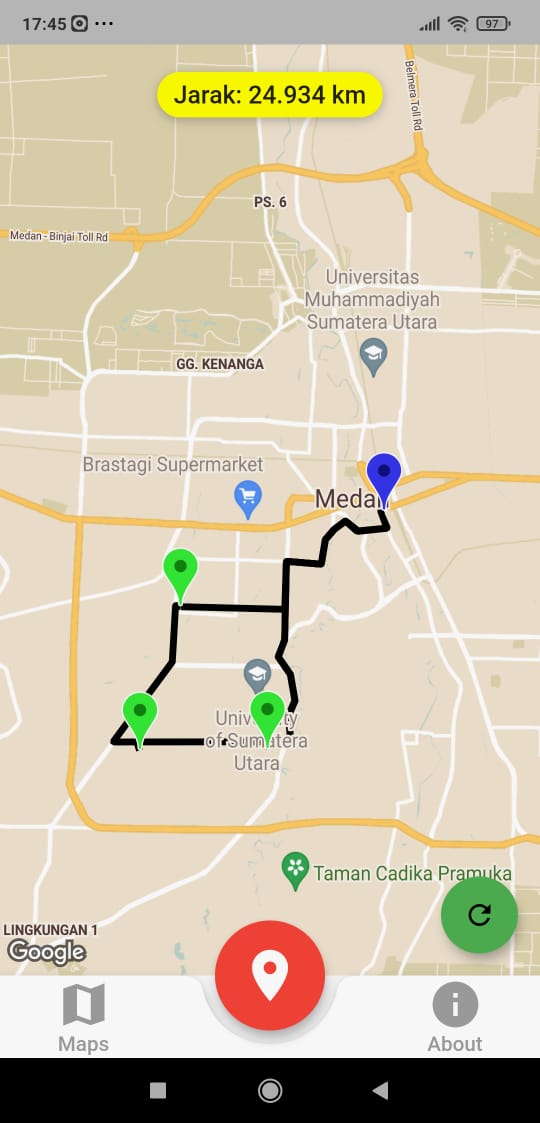 17:45
97
Jarak: 24.934 km
Belmera Toll Rd
PS. 6
Medan - Binjai Toll Rd
Universitas
Muhammadiyah
Sumatera Utara
GG. KENANGA
Brastagi Supermarket
Medan
University
of Sumatera
Utara
Taman Cadika Pramuka
LINGKUNGAN 1
Google
Maps
About